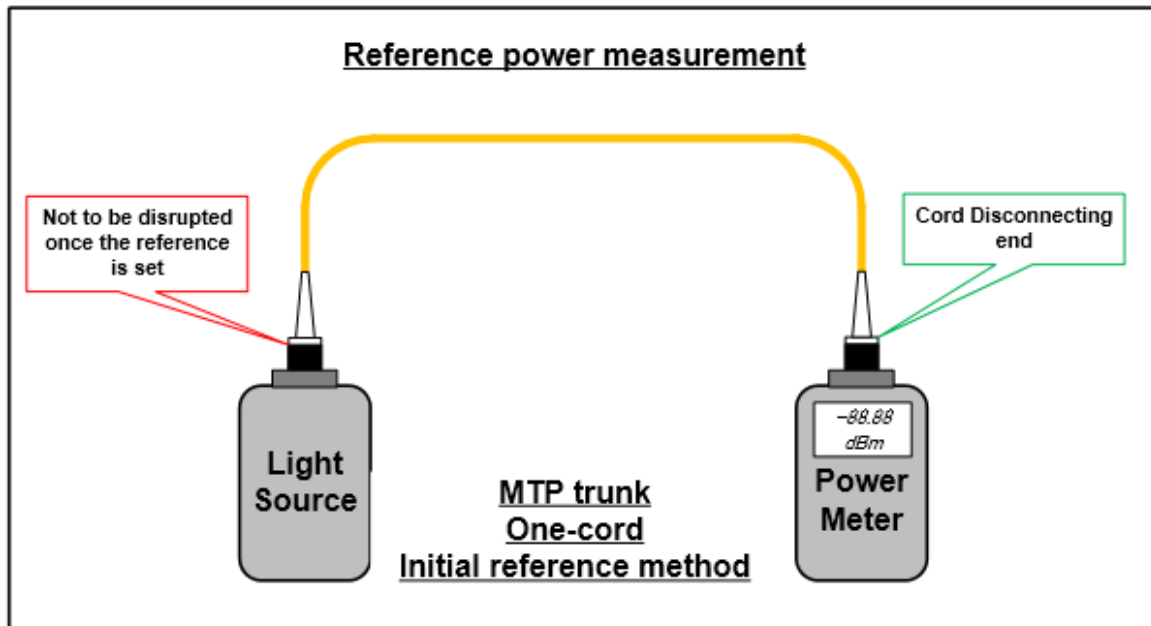 Reference power measurement
Not to be disrupted
once the reference
is set
Cord Disconnecting
end
-88.88
dBm
Light
Source
Power
Meter
MTP trunk
One-cord
Initial reference method